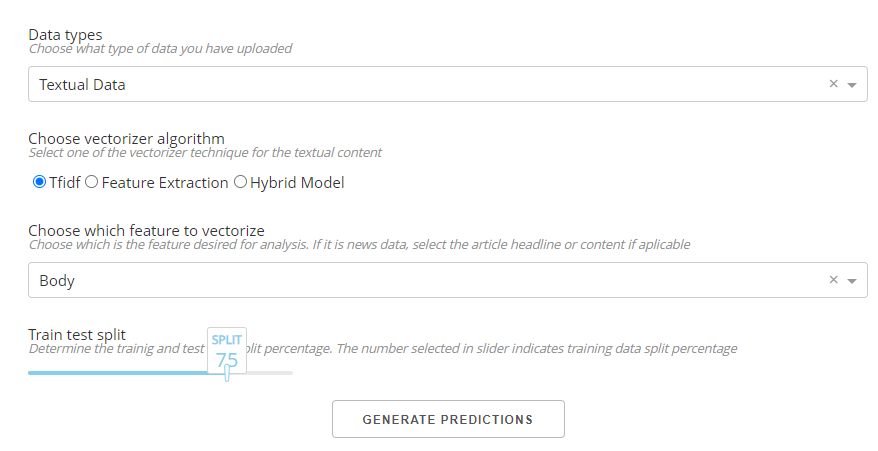 Data types
Choose what type of data you have uploaded
Textual Data
Choose vectorizer algorithm
Select one of the vectorizer technique for the textual content
Tfidf Feature Extraction Hybrid Model
Choose which feature to vectorize
Choose which is the feature desired for analysis. If it is news data, select the article headline or content if aplicable
Body
Train test split
SPLIT
75
Determine the trainig and test plit percentage. The number selected in slider indicates training data split percentage
GENERATE PREDICTIONS